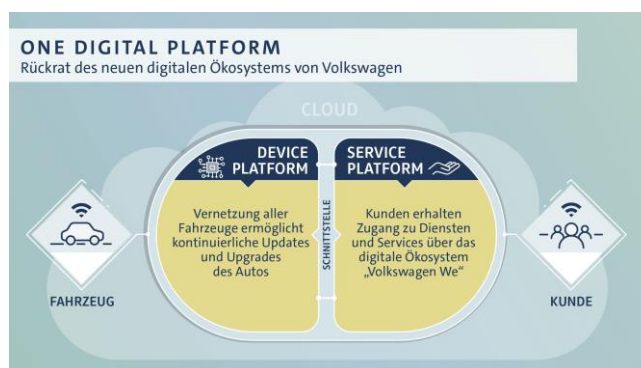 ONE DIGITAL PLATFORM
Rückrat des neuen digitalen Ökosystems von Volkswagen
CLOUD
DEVICE
PLATFORM
Vernetzung aller
Fahrzeuge ermöglicht
kontinuierliche Updates
und Upgrades
des Autos
SCHNITTSTELLE
SERVICE
PLATFORM
Kunden erhalten
Zugang zu Diensten
und Services über das
digitale Ökosystem
„Volkswagen We“
FAHRZEUG
KUNDE